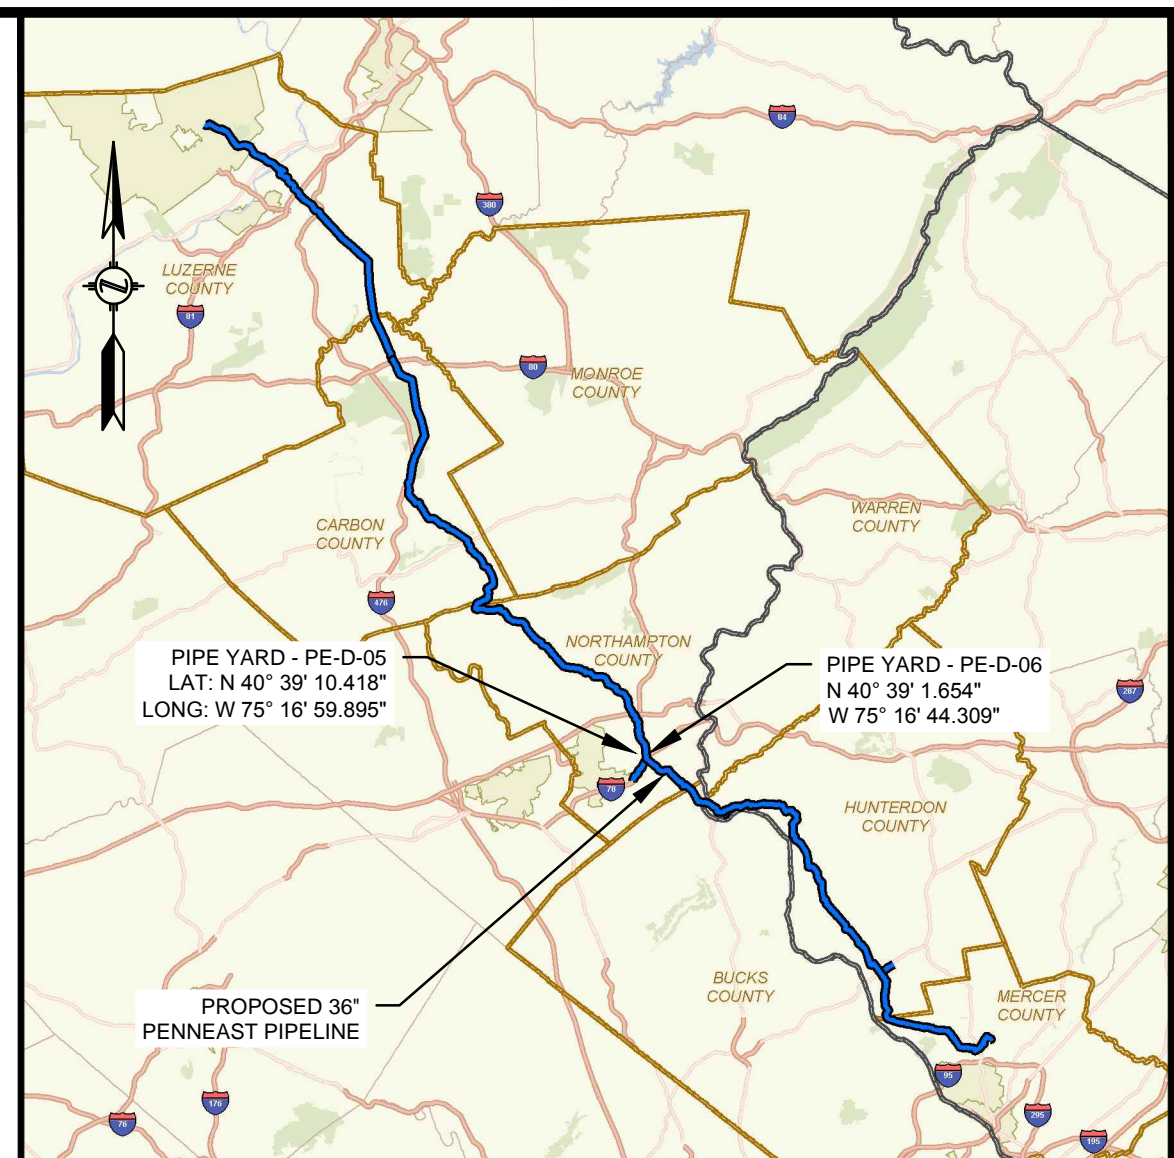 84
380
LUZERNE
COUNTY
81
80
MONROE
COUNTY
WARREN
COUNTY
CARBON
COUNTY
476
NORTHAMPTON
COUNTY
PIPE YARD - PE-D-05
LAT: N 40° 39' 10.418"
LONG: W 75° 16' 59.895"
PIPE YARD - PE-D-06
N 40° 39' 1.654"
W 75° 16' 44.309"
287
78
HUNTERDON
COUNTY
BUCKS
COUNTY
MERCER
COUNTY
PROPOSED 36"
PENNEAST PIPELINE
95
176
76
295
195
N